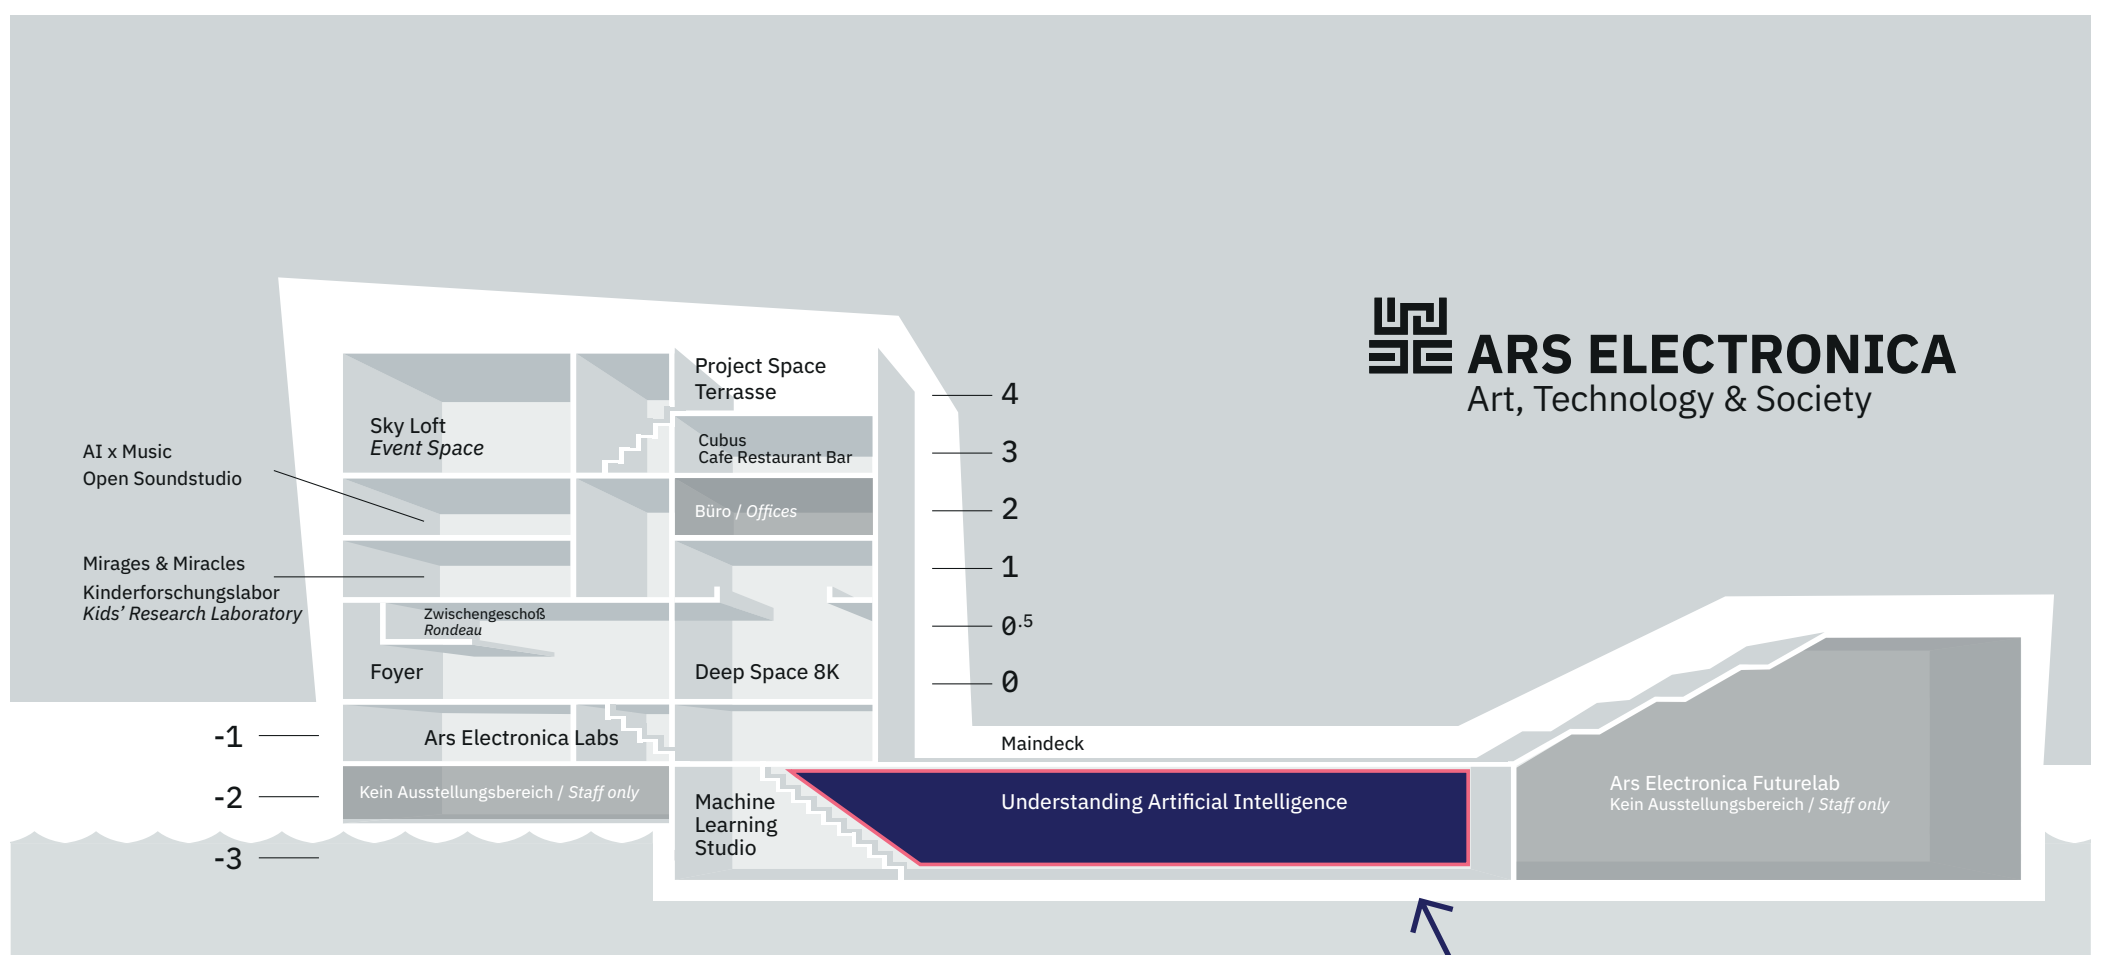 ARS ELECTRONICA
Art, Technology & Society
Project Space
Terrasse
4
Sky Loft
Event Space
Cubus
Cafe Restaurant Bar
3
AI x Music
Open Soundstudio
Büro / Offices
2
Mirages & Miracles
Kinderforschungslabor
Kids’ Research Laboratory
1
Zwischengeschoß
Rondeau
0.5
Foyer
Deep Space 8K
0
-1
Ars Electronica Labs
Maindeck
-2
Kein Ausstellungsbereich / Staff only
Machine
Learning
Studio
Understanding Artificial Intelligence
Ars Electronica Futurelab
Kein Ausstellungsbereich / Staff only
-3